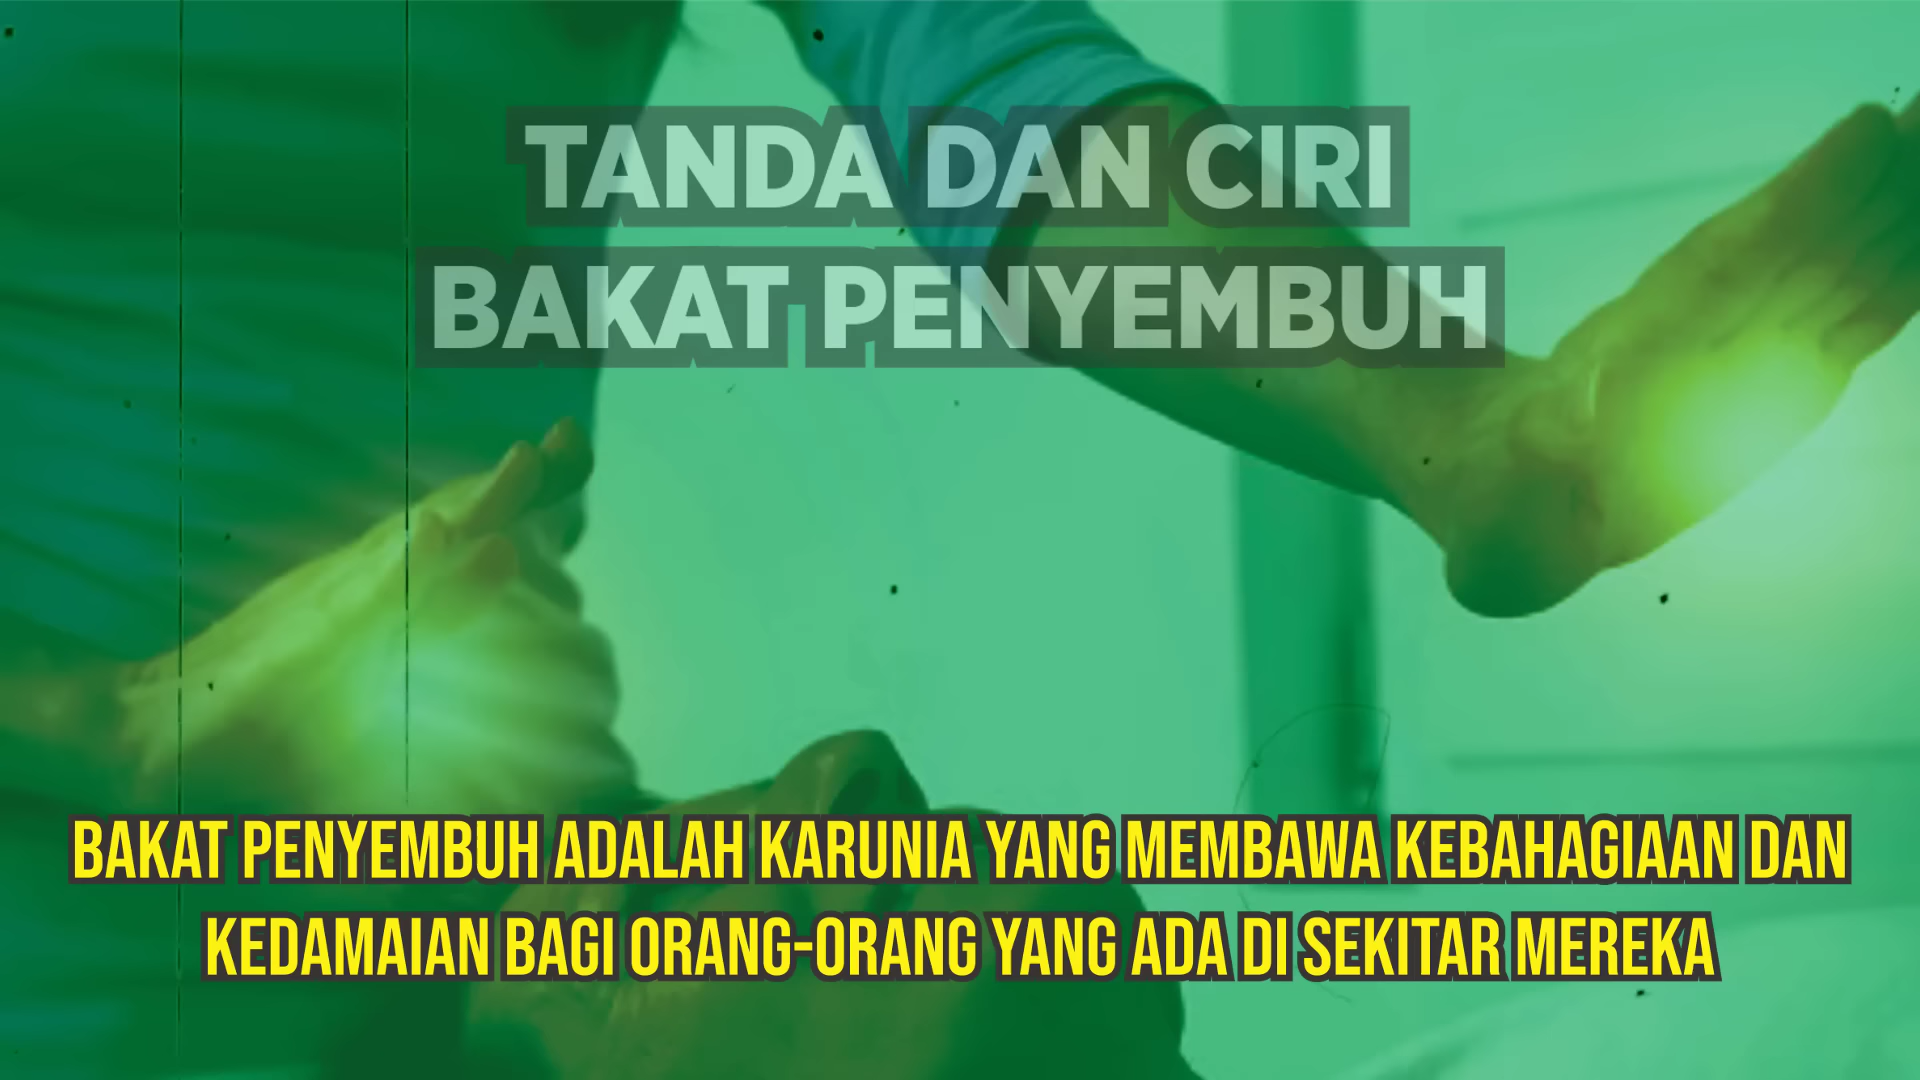 TANDA DAN CIRI
BAKAT PENYEMBUH
BAKAT PENYEMBUH ADALAH KARUNIA YANG MEMBAWA KEBAHAGIAAN DAN
KEDAMAIAN BAGI ORANG-ORANG YANG ADA DI SEKITAR MEREKA